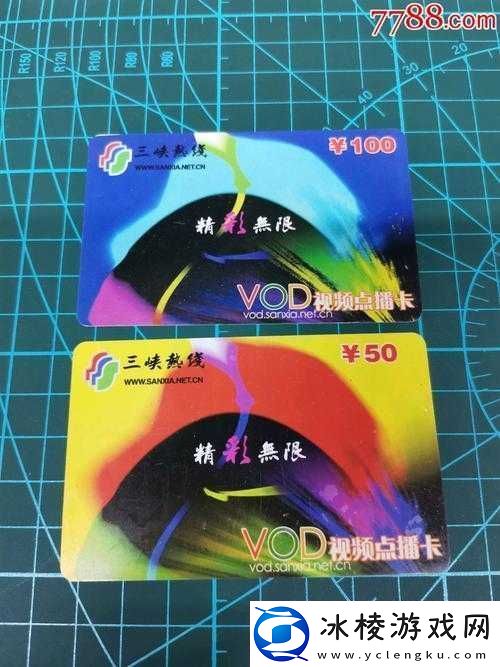 7788.com
R150
R120
R100
R80
R60
20
30
40
三峡热线
WWW.SANXIA.NET.CN
¥100
精彩無限
VOD视频点播卡
vod.sanxia.net.cn
三峡热线
WWW.SANXIA.NET.CN
¥50
精彩無限
VOD视频点播卡
vod.sanxia.net.cn
冰棱游戏网
www.yclengku.com